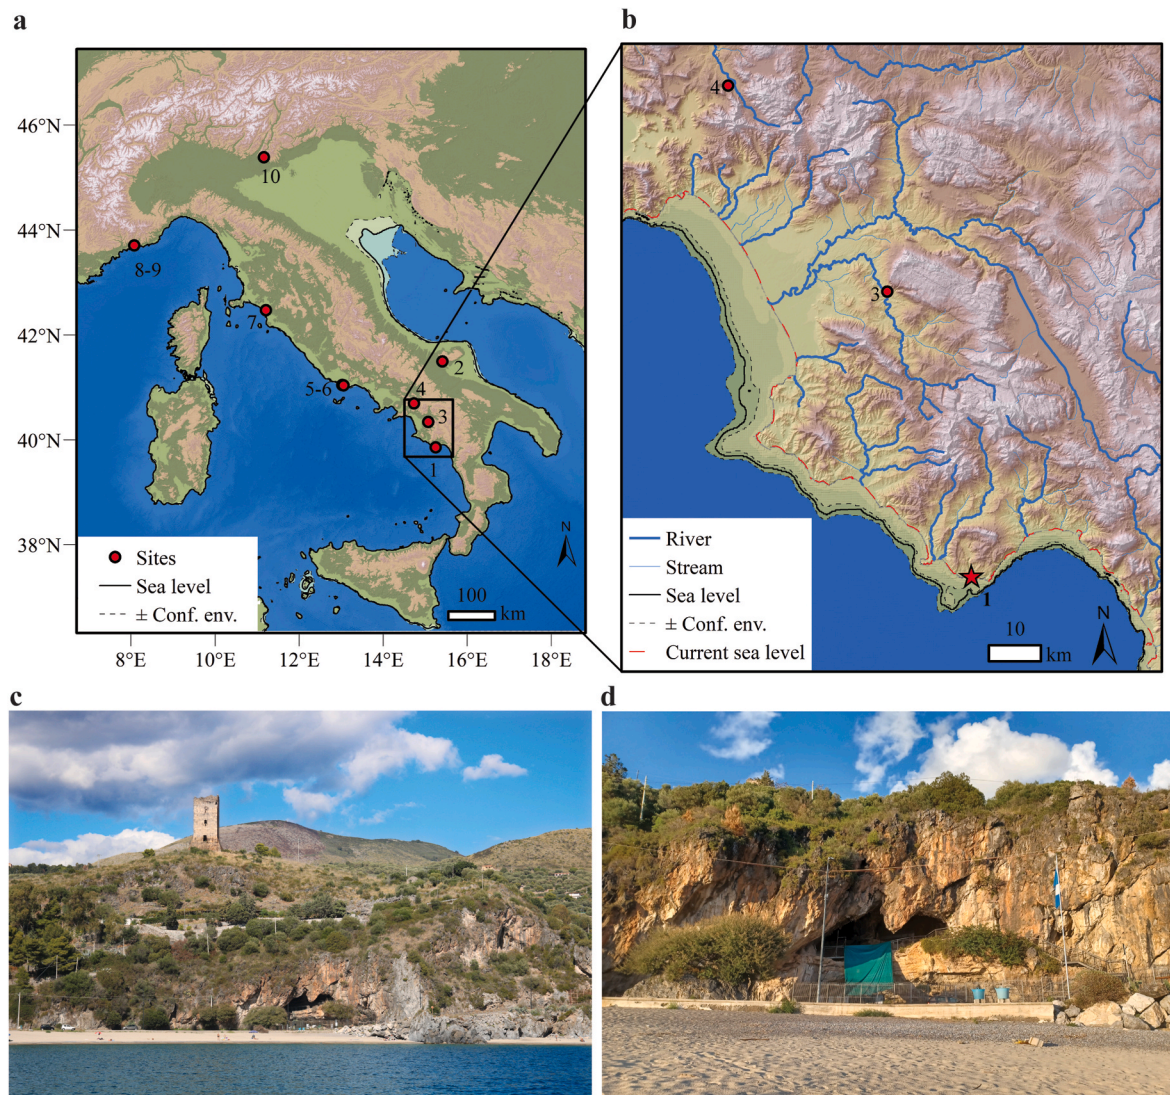 a
b
46°N
44°N
42°N
40°N
38°N
10
8-9
7
5-6
2
4
3
1
N
Sites
Sea level
± Conf. env.
100
km
8°E
10°E
12°E
14°E
16°E
18°E
4
3
1
River
Stream
Sea level
± Conf. env.
Current sea level
10
km
N
c
d